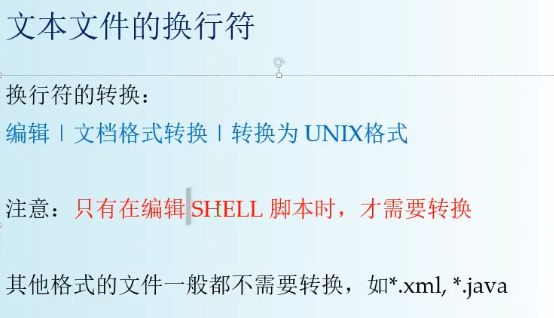 文本文件的换行符
换行符的转换：
编辑 | 文档格式转换 | 转换为 UNIX格式
注意：只有在编辑 SHELL 脚本时，才需要转换
其他格式的文件一般都不需要转换，如*.xml, *.java